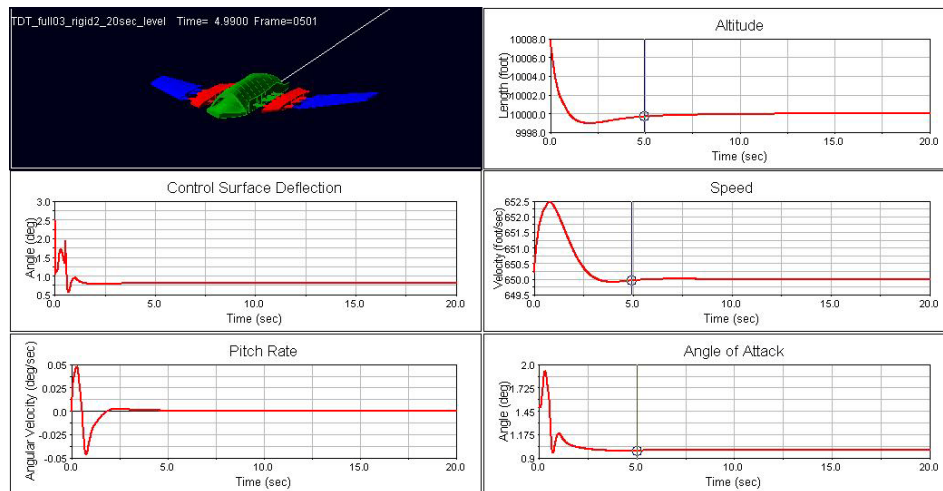 TDT_full03_rigid2_20sec_level Time= 4.9900 Frame=0501
Altitude
Length (foot)
10008.0
10006.0
10004.0
10002.0
10000.0
9998.0
0.0 5.0 10.0 15.0 20.0
Time (sec)
Control Surface Deflection
Angle (deg)
3.0
2.5
2.0
1.5
1.0
0.5
0.0 5.0 10.0 15.0 20.0
Time (sec)
Speed
Velocity (foot/sec)
652.5
652.0
651.5
651.0
650.5
650.0
649.5
0.0 5.0 10.0 15.0 20.0
Time (sec)
Pitch Rate
Angular Velocity (deg/sec)
0.05
0.025
0.0
-0.025
-0.05
0.0 5.0 10.0 15.0 20.0
Time (sec)
Angle of Attack
Angle (deg)
2.0
1.725
1.45
1.175
0.9
0.0 5.0 10.0 15.0 20.0
Time (sec)